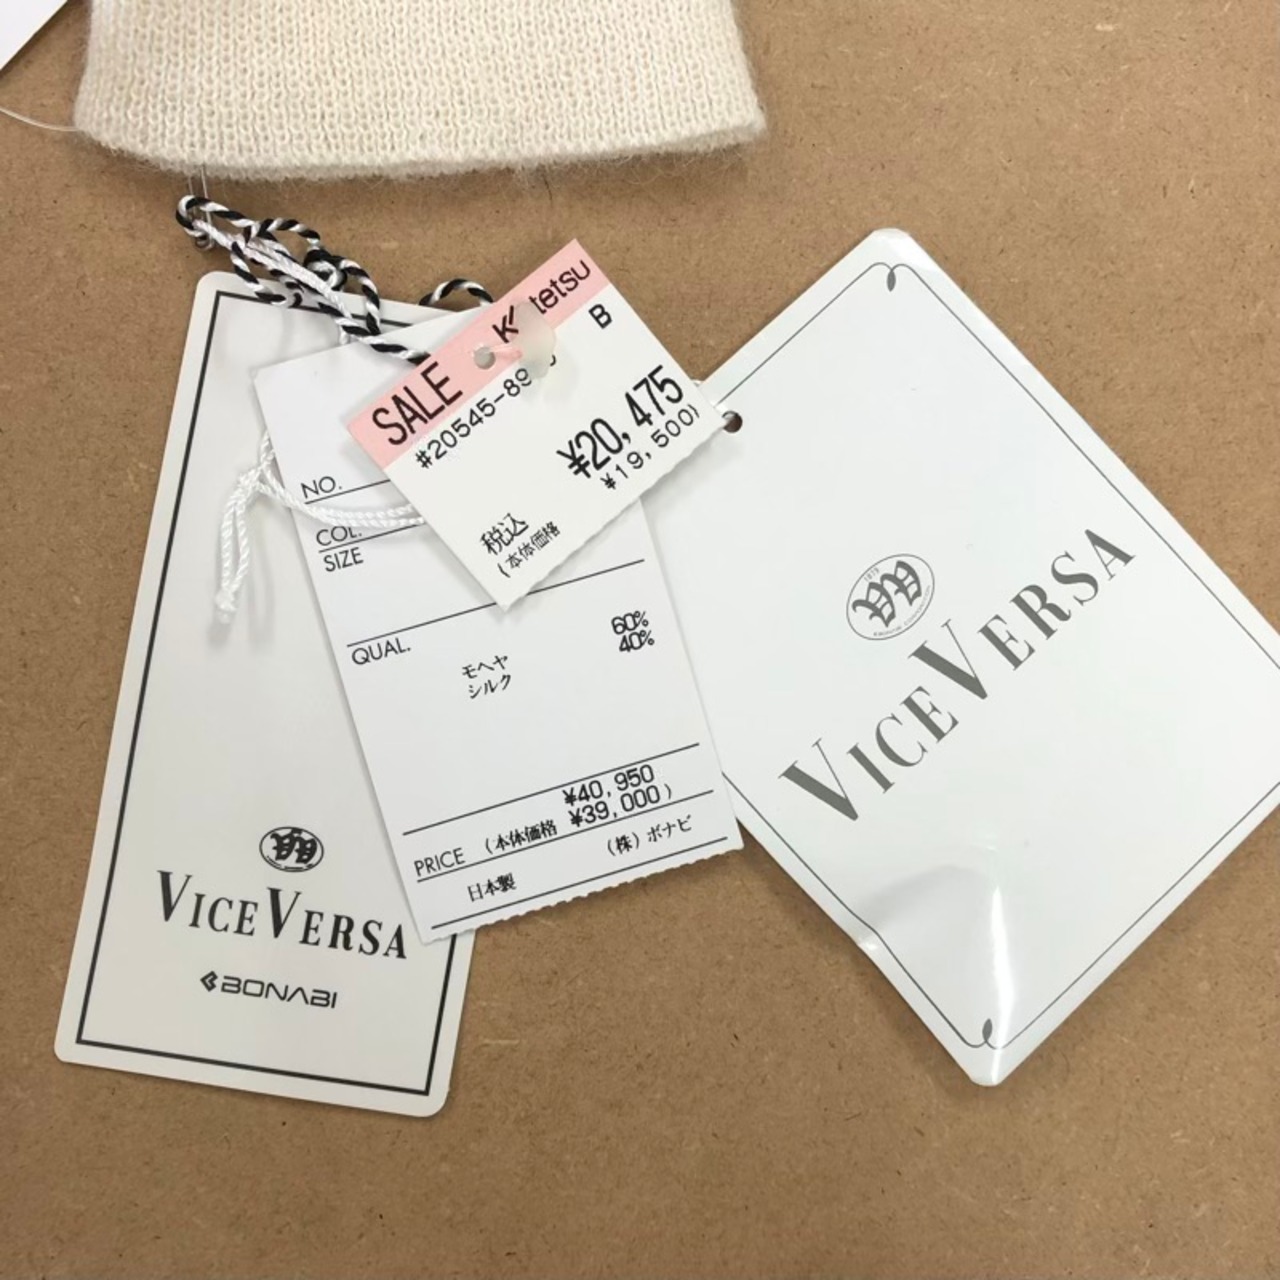 SALE
#20545-89
B
¥20,475
¥19,500)
税込
(本体価格
NO.
COL.
SIZE
QUAL.
モヘヤ 60%
シルク 40%
¥40,950
PRICE (本体価格 ¥39,000)
日本製 (株)ボナビ
VICE VERSA
BONABI
VICE VERSA